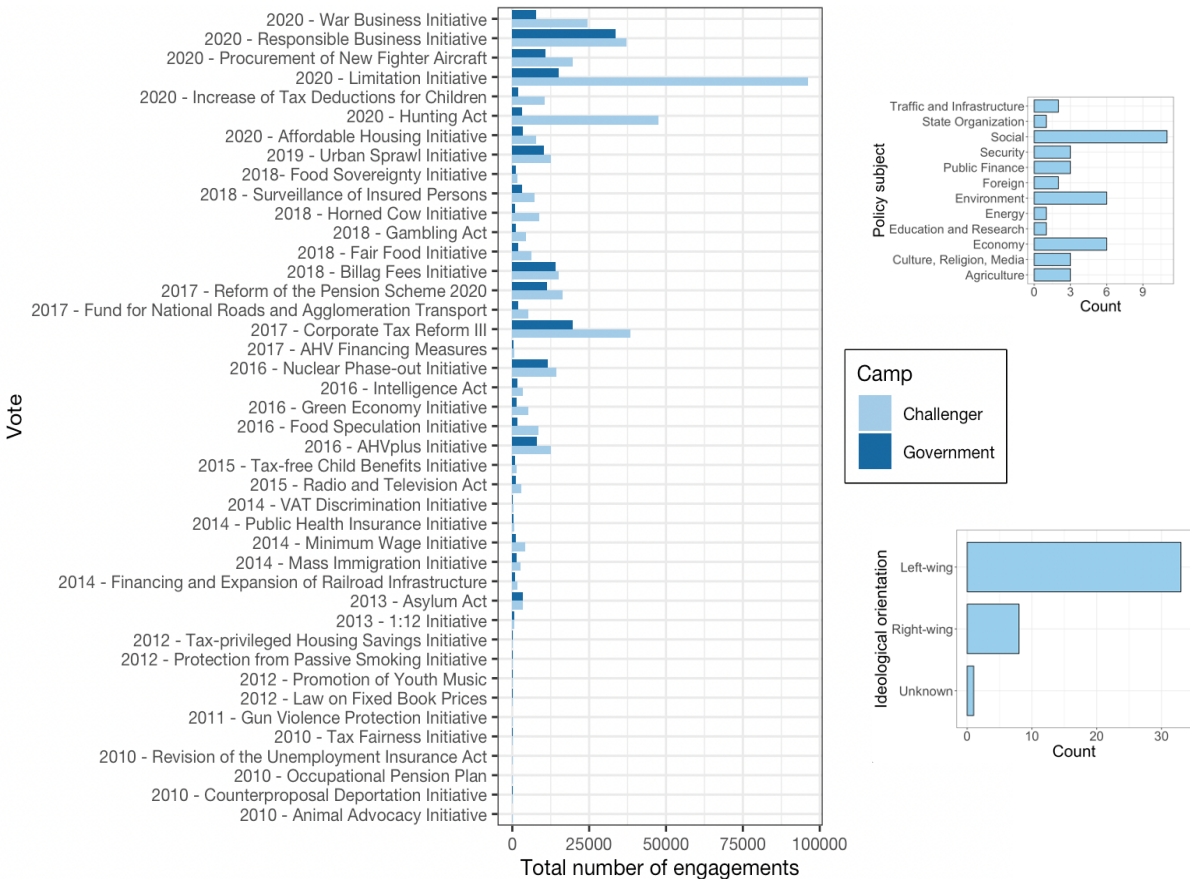 2020 - War Business Initiative
2020 - Responsible Business Initiative
2020 - Procurement of New Fighter Aircraft
2020 - Limitation Initiative
2020 - Increase of Tax Deductions for Children
2020 - Hunting Act
2020 - Affordable Housing Initiative
2019 - Urban Sprawl Initiative
2018- Food Sovereignty Initiative
2018 - Surveillance of Insured Persons
2018 - Horned Cow Initiative
2018 - Gambling Act
2018 - Fair Food Initiative
2018 - Billag Fees Initiative
2017 - Reform of the Pension Scheme 2020
2017 - Fund for National Roads and Agglomeration Transport
2017 - Corporate Tax Reform III
2017 - AHV Financing Measures
2016 - Nuclear Phase-out Initiative
2016 - Intelligence Act
2016 - Green Economy Initiative
2016 - Food Speculation Initiative
2016 - AHVplus Initiative
2015 - Tax-free Child Benefits Initiative
2015 - Radio and Television Act
2014 - VAT Discrimination Initiative
2014 - Public Health Insurance Initiative
2014 - Minimum Wage Initiative
2014 - Mass Immigration Initiative
2014 - Financing and Expansion of Railroad Infrastructure
2013 - Asylum Act
2013 - 1:12 Initiative
2012 - Tax-privileged Housing Savings Initiative
2012 - Protection from Passive Smoking Initiative
2012 - Promotion of Youth Music
2012 - Law on Fixed Book Prices
2011 - Gun Violence Protection Initiative
2010 - Tax Fairness Initiative
2010 - Revision of the Unemployment Insurance Act
2010 - Occupational Pension Plan
2010 - Counterproposal Deportation Initiative
2010 - Animal Advocacy Initiative
Vote
0 25000 50000 75000 100000
Total number of engagements
Policy subject
Traffic and Infrastructure
State Organization
Social
Security
Public Finance
Foreign
Environment
Energy
Education and Research
Economy
Culture, Religion, Media
Agriculture
0 3 6 9
Count
Camp
Challenger
Government
Ideological orientation
Left-wing
Right-wing
Unknown
0 10 20 30
Count